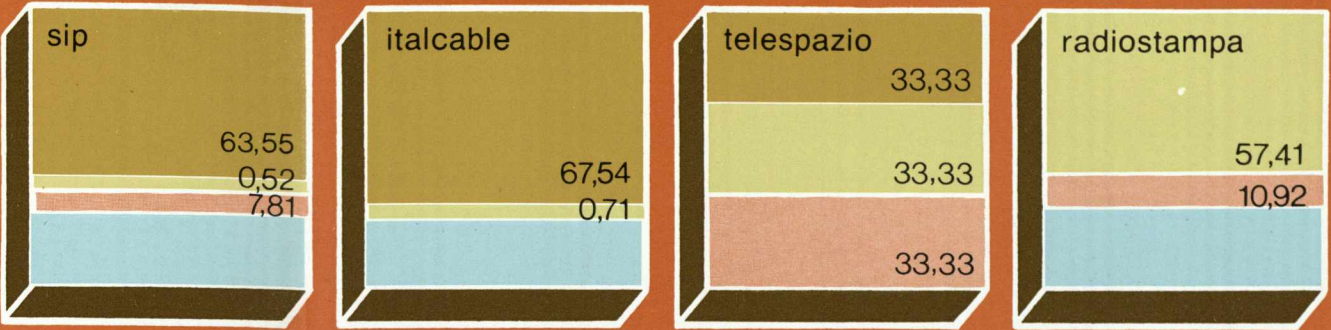 sip
63,55
0,52
7,81
italcable
67,54
0,71
telespazio
33,33
33,33
33,33
radiostampa
57,41
10,92